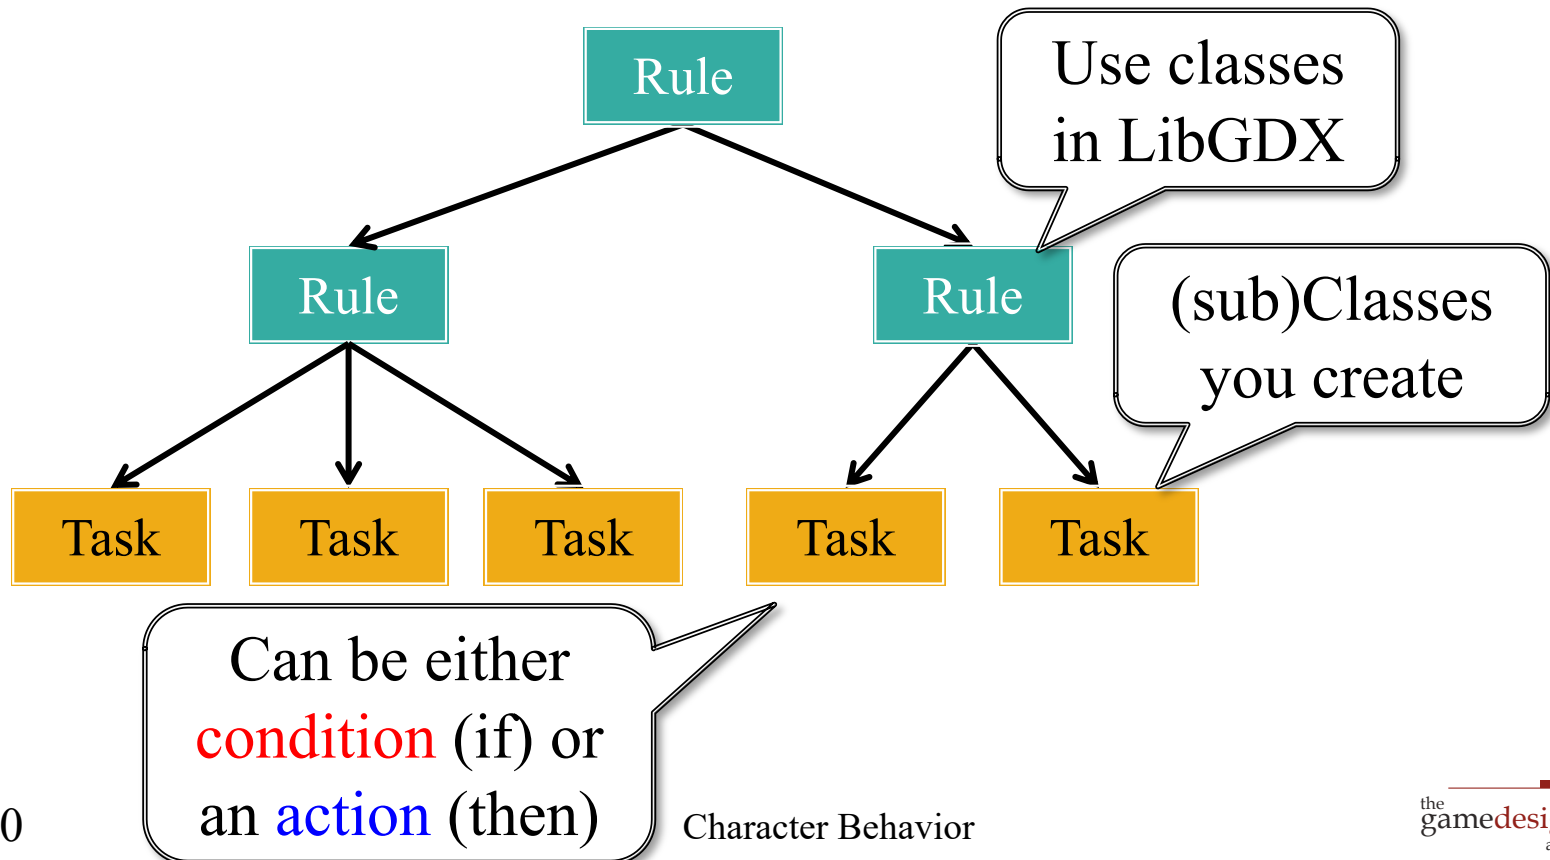 Rule
Use classes
in LibGDX
Rule
Rule
(sub)Classes
you create
Task
Task
Task
Task
Task
Can be either
condition (if) or
an action (then)
0
Character Behavior
the
gamedesi
a